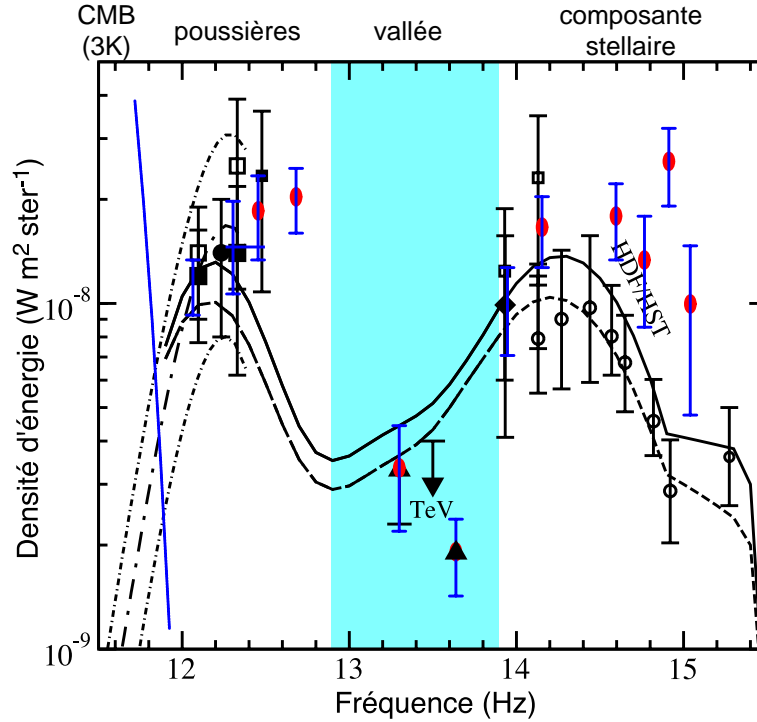 CMB
(3K)
poussières
vallée
composante
stellaire
Densité d'énergie (W m² ster⁻¹)
10⁻⁸
10⁻⁹
HDF/HST
TeV
12
13
14
15
Fréquence (Hz)